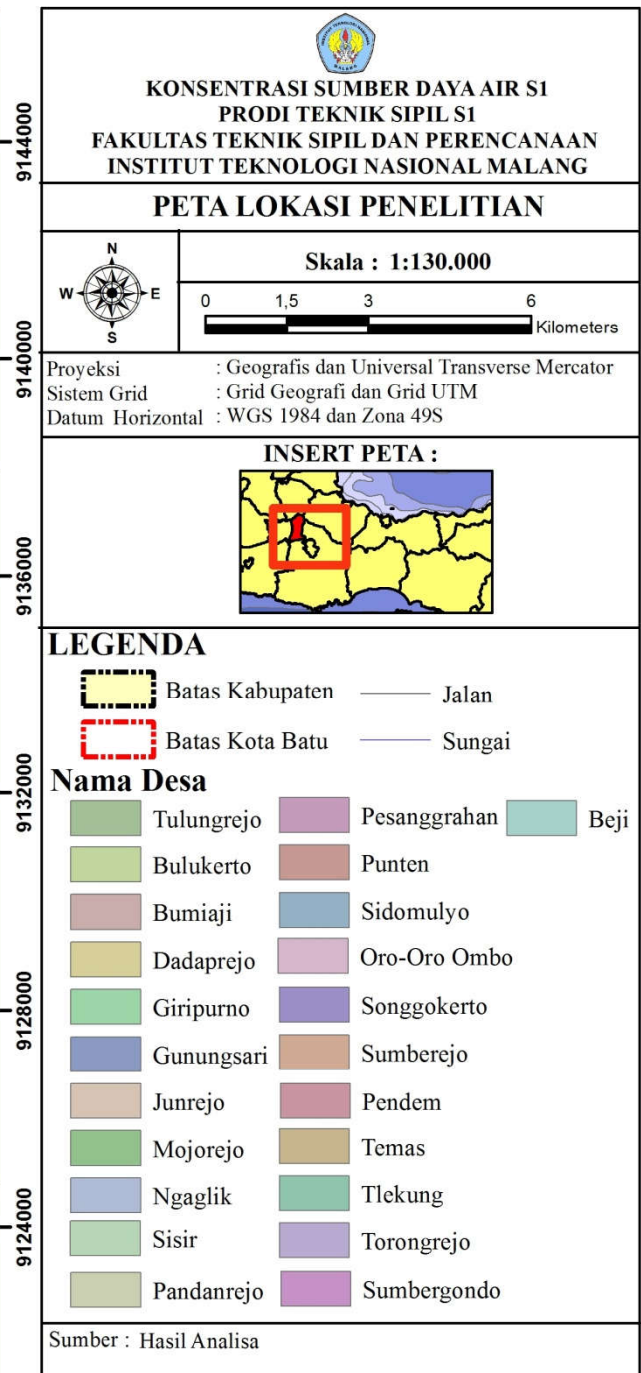 KONSENTRASI SUMBER DAYA AIR S1
PRODI TEKNIK SIPIL S1
FAKULTAS TEKNIK SIPIL DAN PERENCANAAN
INSTITUT TEKNOLOGI NASIONAL MALANG
PETA LOKASI PENELITIAN
N
W E
S
Skala : 1:130.000
0 1,5 3 6
Kilometers
Proyeksi : Geografis dan Universal Transverse Mercator
Sistem Grid : Grid Geografi dan Grid UTM
Datum Horizontal : WGS 1984 dan Zona 49S
INSERT PETA :
LEGENDA
Batas Kabupaten Jalan
Batas Kota Batu Sungai
Nama Desa
Tulungrejo Pesanggrahan Beji
Bulukerto Punten
Bumiaji Sidomulyo
Dadaprejo Oro-Oro Ombo
Giripurno Songgokerto
Gunungsari Sumberejo
Junrejo Pendem
Mojorejo Temas
Ngaglik Tlekung
Sisir Torongrejo
Pandanrejo Sumbergondo
Sumber : Hasil Analisa
9144000
9140000
9136000
9132000
9128000
9124000